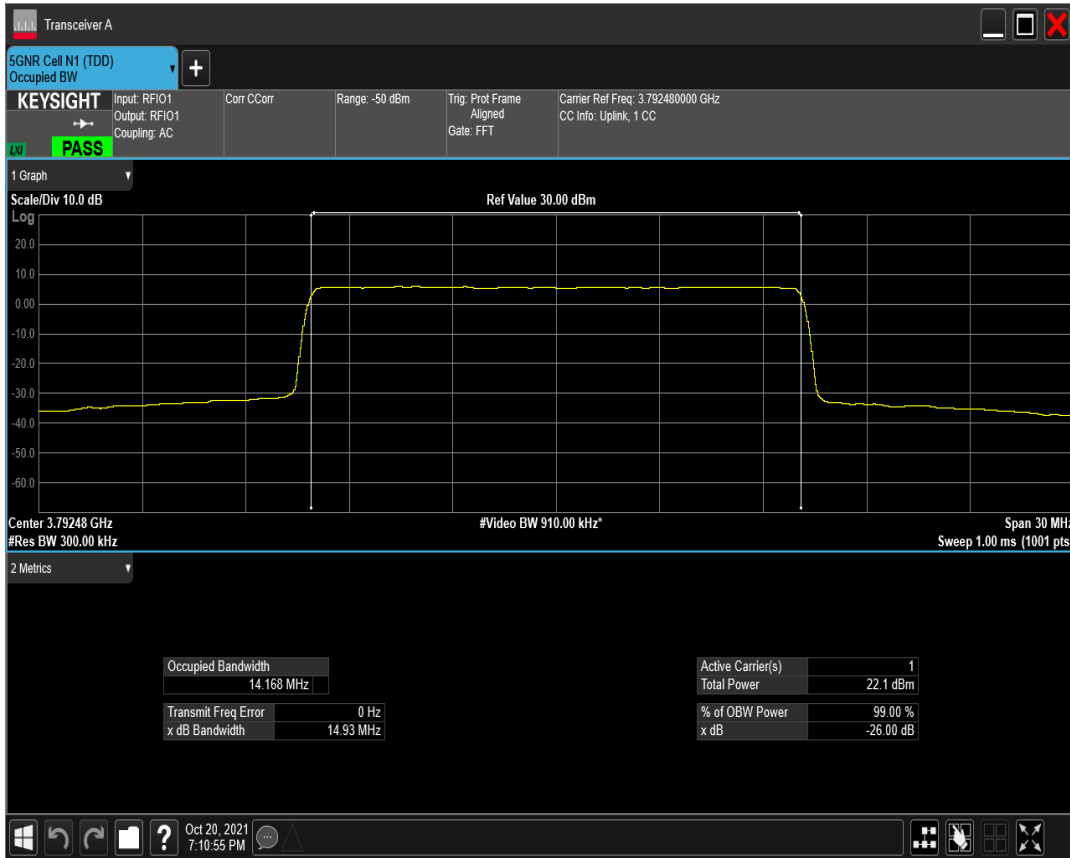 Transceiver A
5GNR Cell N1 (TDD)
Occupied BW
+
KEYSIGHT
LXI
PASS
Input: RFIO1
Output: RFIO1
Coupling: AC
Corr CCorr
Range: -50 dBm
Trig: Prot Frame
Aligned
Gate: FFT
Carrier Ref Freq: 3.792480000 GHz
CC Info: Uplink, 1 CC
1 Graph
Scale/Div 10.0 dB
Ref Value 30.00 dBm
Log
20.0
10.0
0.00
-10.0
-20.0
-30.0
-40.0
-50.0
-60.0
Center 3.79248 GHz
#Video BW 910.00 kHz*
Span 30 MHz
#Res BW 300.00 kHz
Sweep 1.00 ms (1001 pts
2 Metrics
Occupied Bandwidth
14.168 MHz
Transmit Freq Error 0 Hz
x dB Bandwidth 14.93 MHz
Active Carrier(s) 1
Total Power 22.1 dBm
% of OBW Power 99.00 %
x dB -26.00 dB
?
Oct 20, 2021
7:10:55 PM